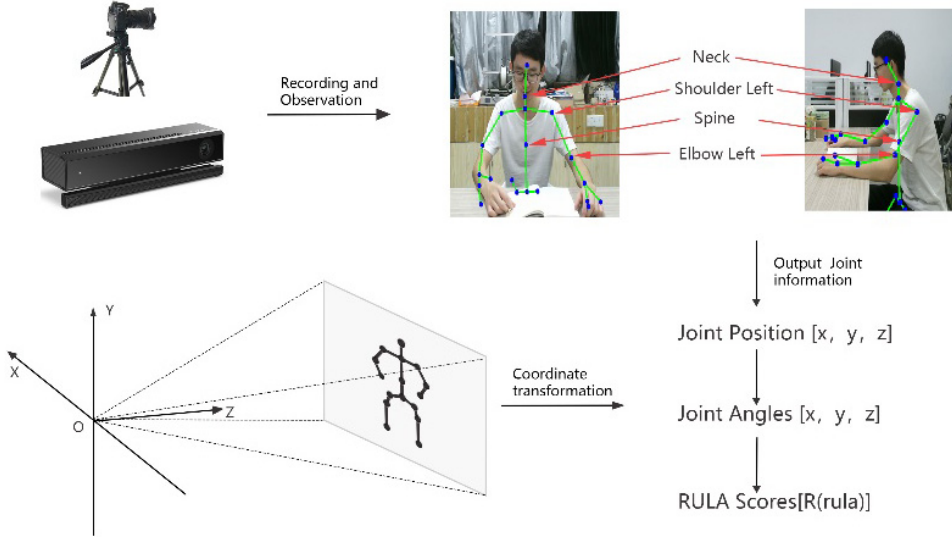 Recording and
Observation
Neck
Shoulder Left
Spine
Elbow Left
Output Joint
information
Y
X
Z
O
Coordinate
transformation
Joint Position [x, y, z]
Joint Angles [x, y, z]
RULA Scores[R(rula)]